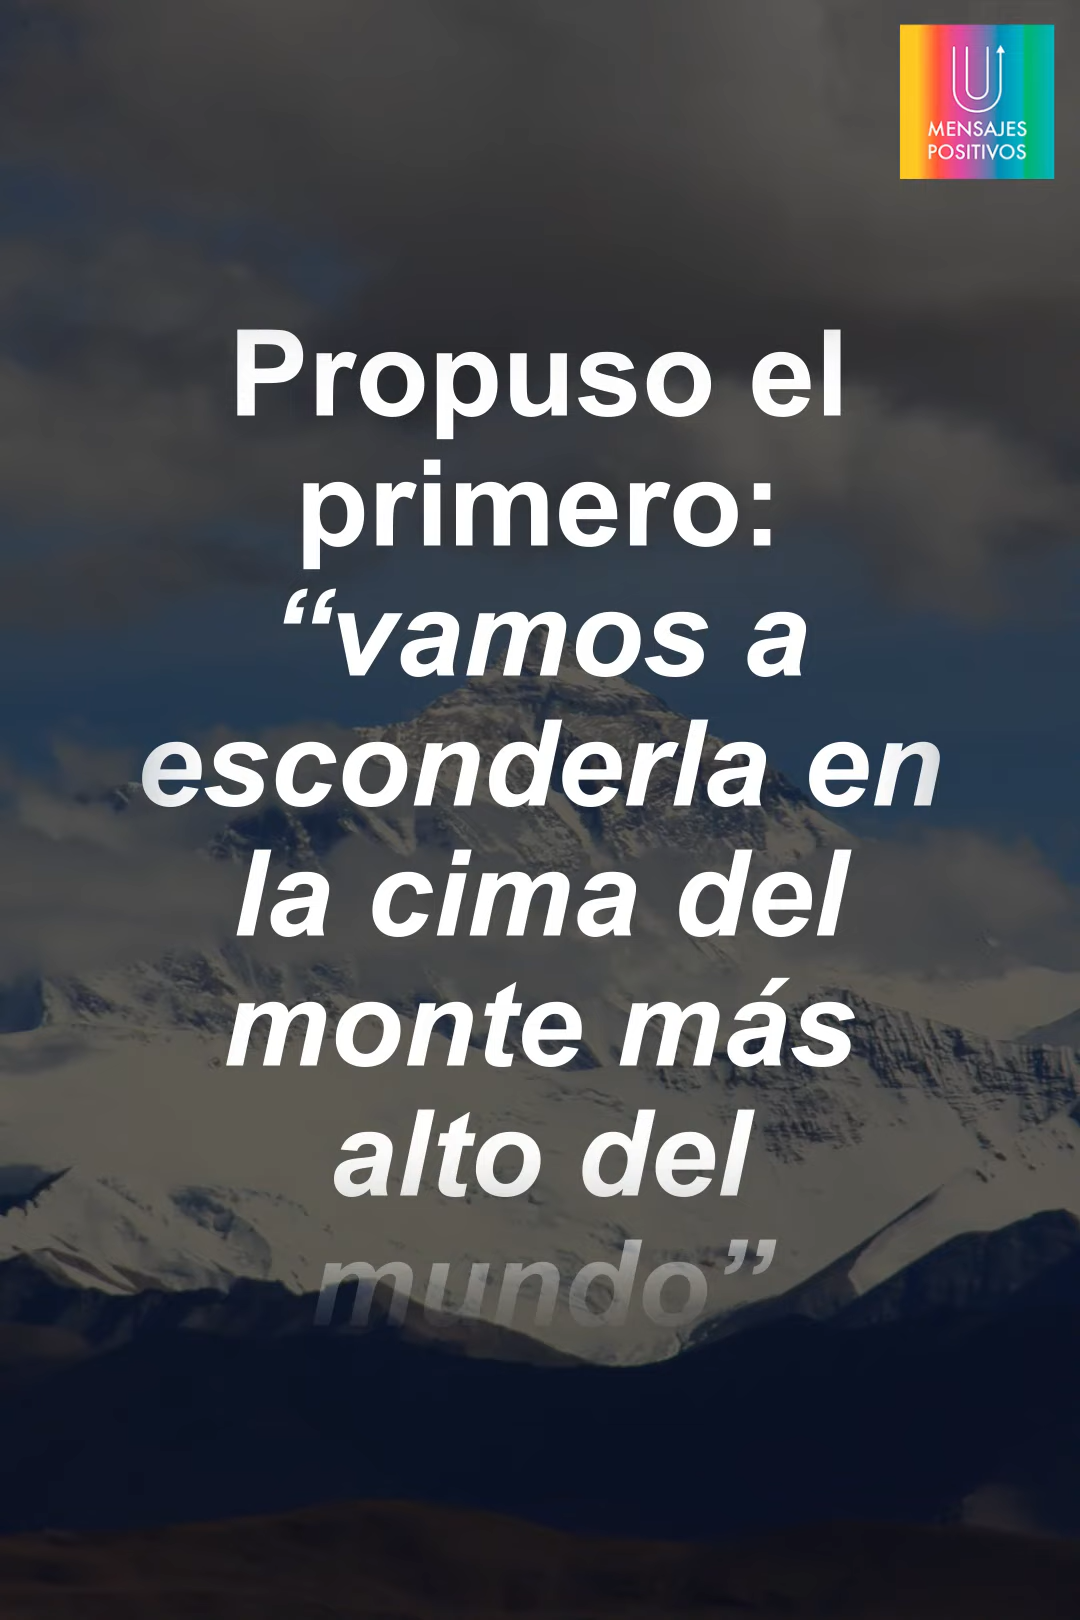 MENSAJES
POSITIVOS
Propuso el
primero:
“vamos a
esconderla en
la cima del
monte más
alto del
mundo”